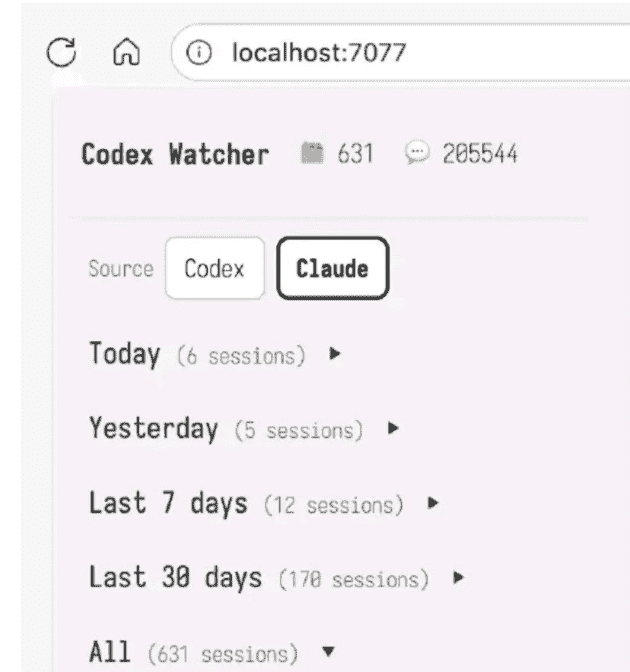 localhost:7077
Codex Watcher 631 205544
Source Codex Claude
Today (6 sessions)
Yesterday (5 sessions)
Last 7 days (12 sessions)
Last 30 days (170 sessions)
All (631 sessions)